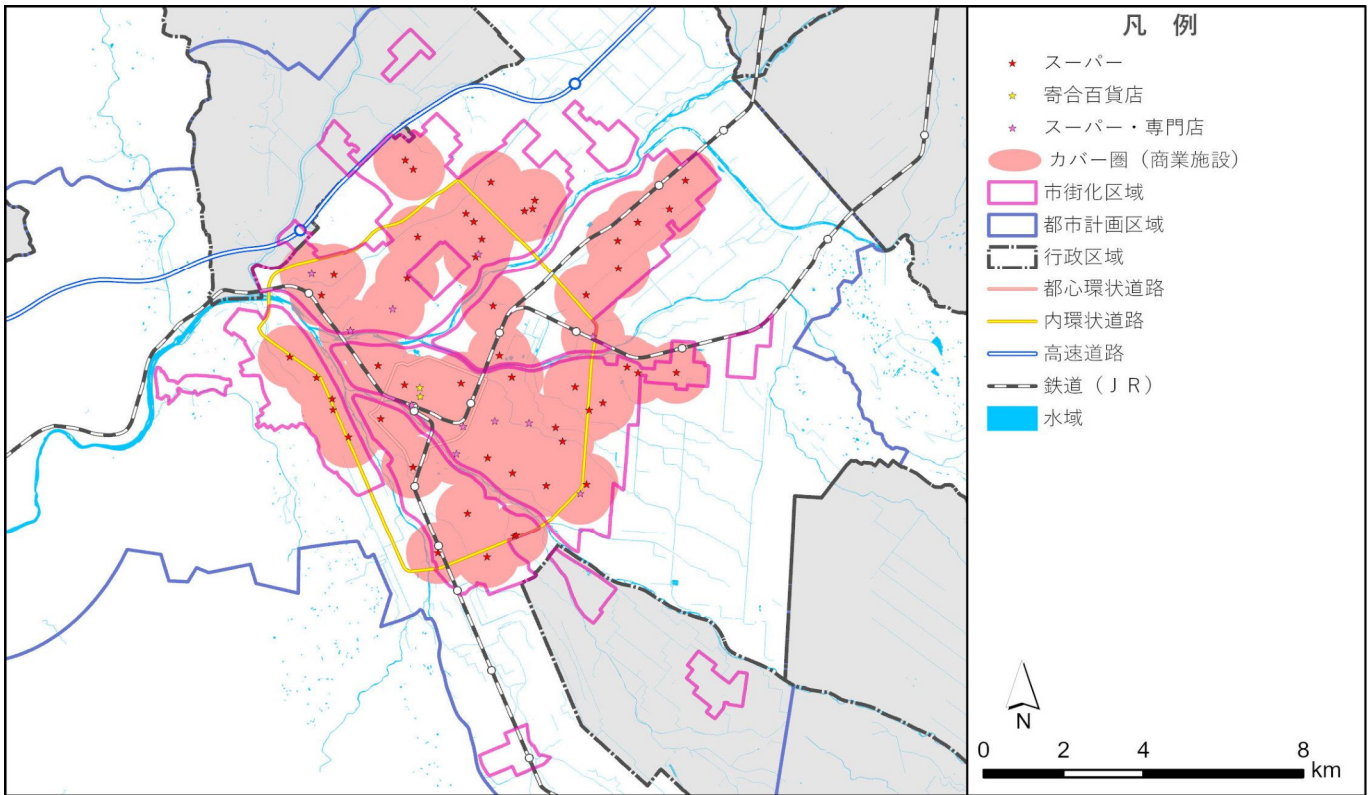 凡 例
スーパー
寄合百貨店
スーパー・専門店
カバー圏（商業施設）
市街化区域
都市計画区域
行政区域
都心環状道路
内環状道路
高速道路
鉄道（ＪＲ）
水域
N
0 2 4 8
km